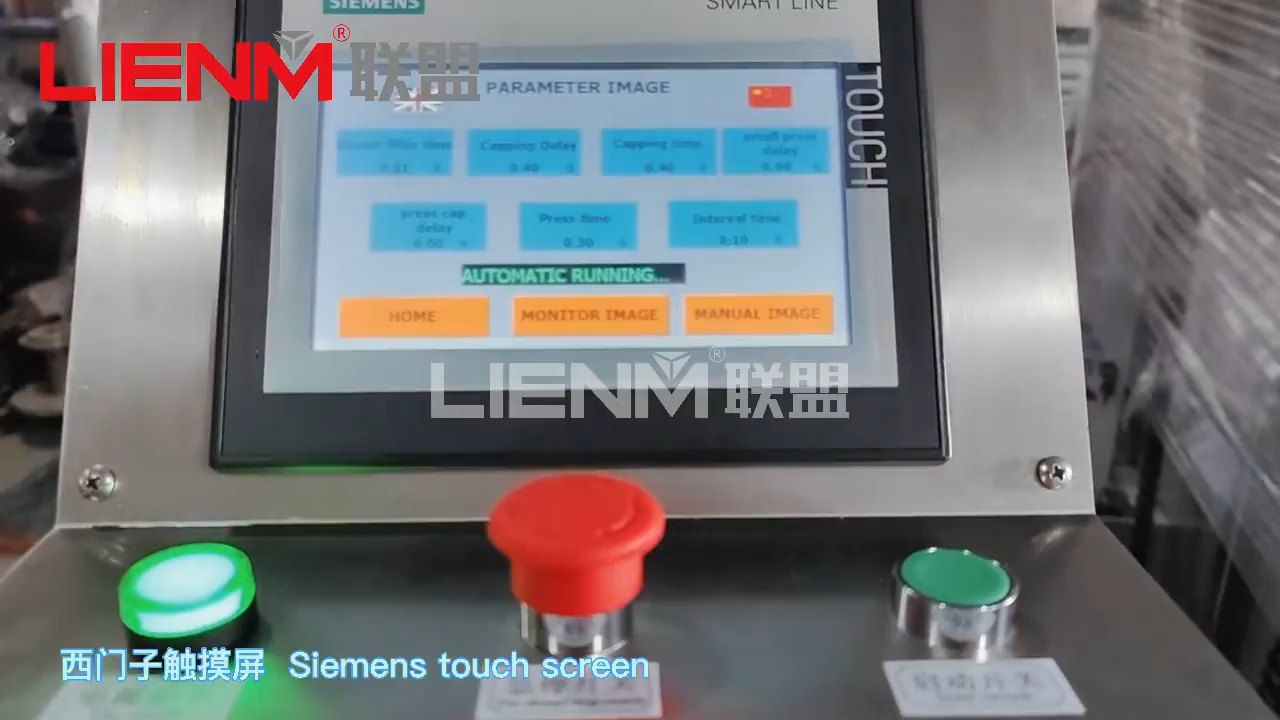 SIEMENS
SMART LINE
LIENM® 联盟
TOUCH
PARAMETER IMAGE
Capping Delay
0.40
Capping time
small press
delay
0.00
press cap
delay
0.00
Press time
0.30
Interval time
0.10
AUTOMATIC RUNNING...
HOME
MONITOR IMAGE
MANUAL IMAGE
LIENM® 联盟
西门子触摸屏 Siemens touch screen